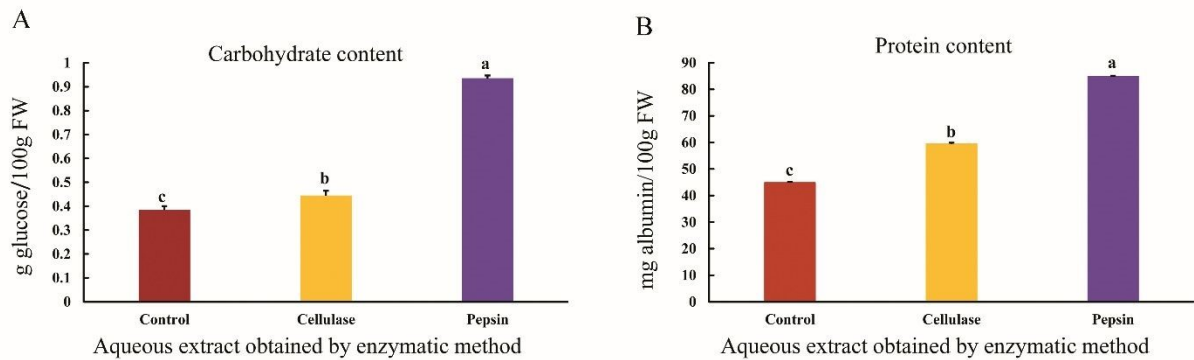 A
Carbohydrate content
g glucose/100g FW
1
0.9
0.8
0.7
0.6
0.5
0.4
0.3
0.2
0.1
0
c
b
a
Control Cellulase Pepsin
Aqueous extract obtained by enzymatic method
B
Protein content
mg albumin/100g FW
90
80
70
60
50
40
30
20
10
0
c
b
a
Control Cellulase Pepsin
Aqueous extract obtained by enzymatic method